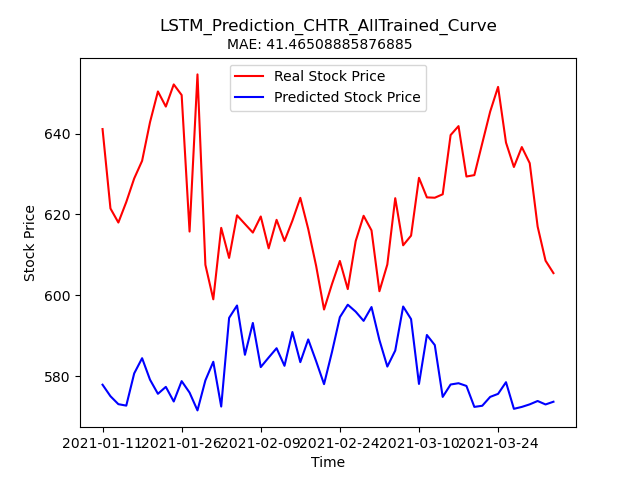 LSTM_Prediction_CHTR_AllTrained_Curve
MAE: 41.46508885876885
Real Stock Price
Predicted Stock Price
Stock Price
640
620
600
580
2021-01-11 2021-01-26 2021-02-09 2021-02-24 2021-03-10 2021-03-24
Time